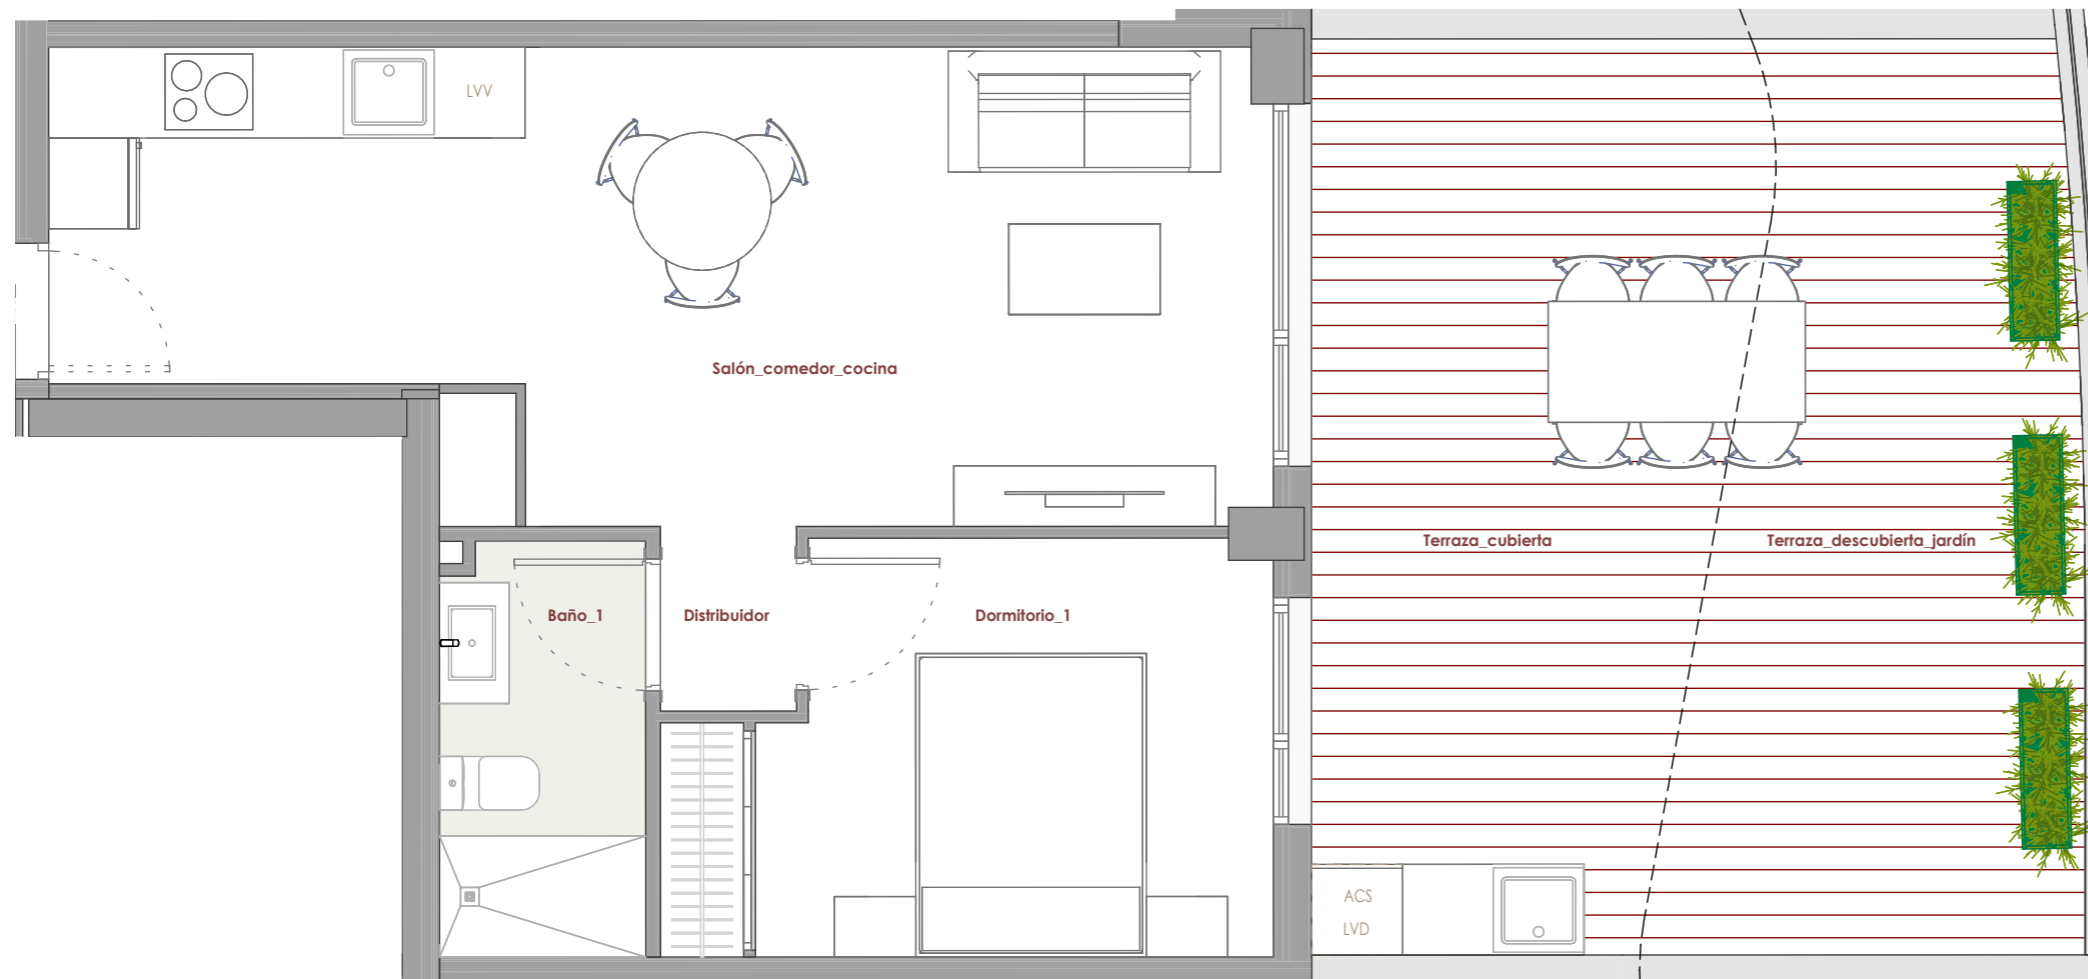 LVV
Salón_comedor_cocina
Terraza_cubierta
Terraza_descubierta_jardín
Baño_1
Distribuidor
Dormitorio_1
ACS
LVD